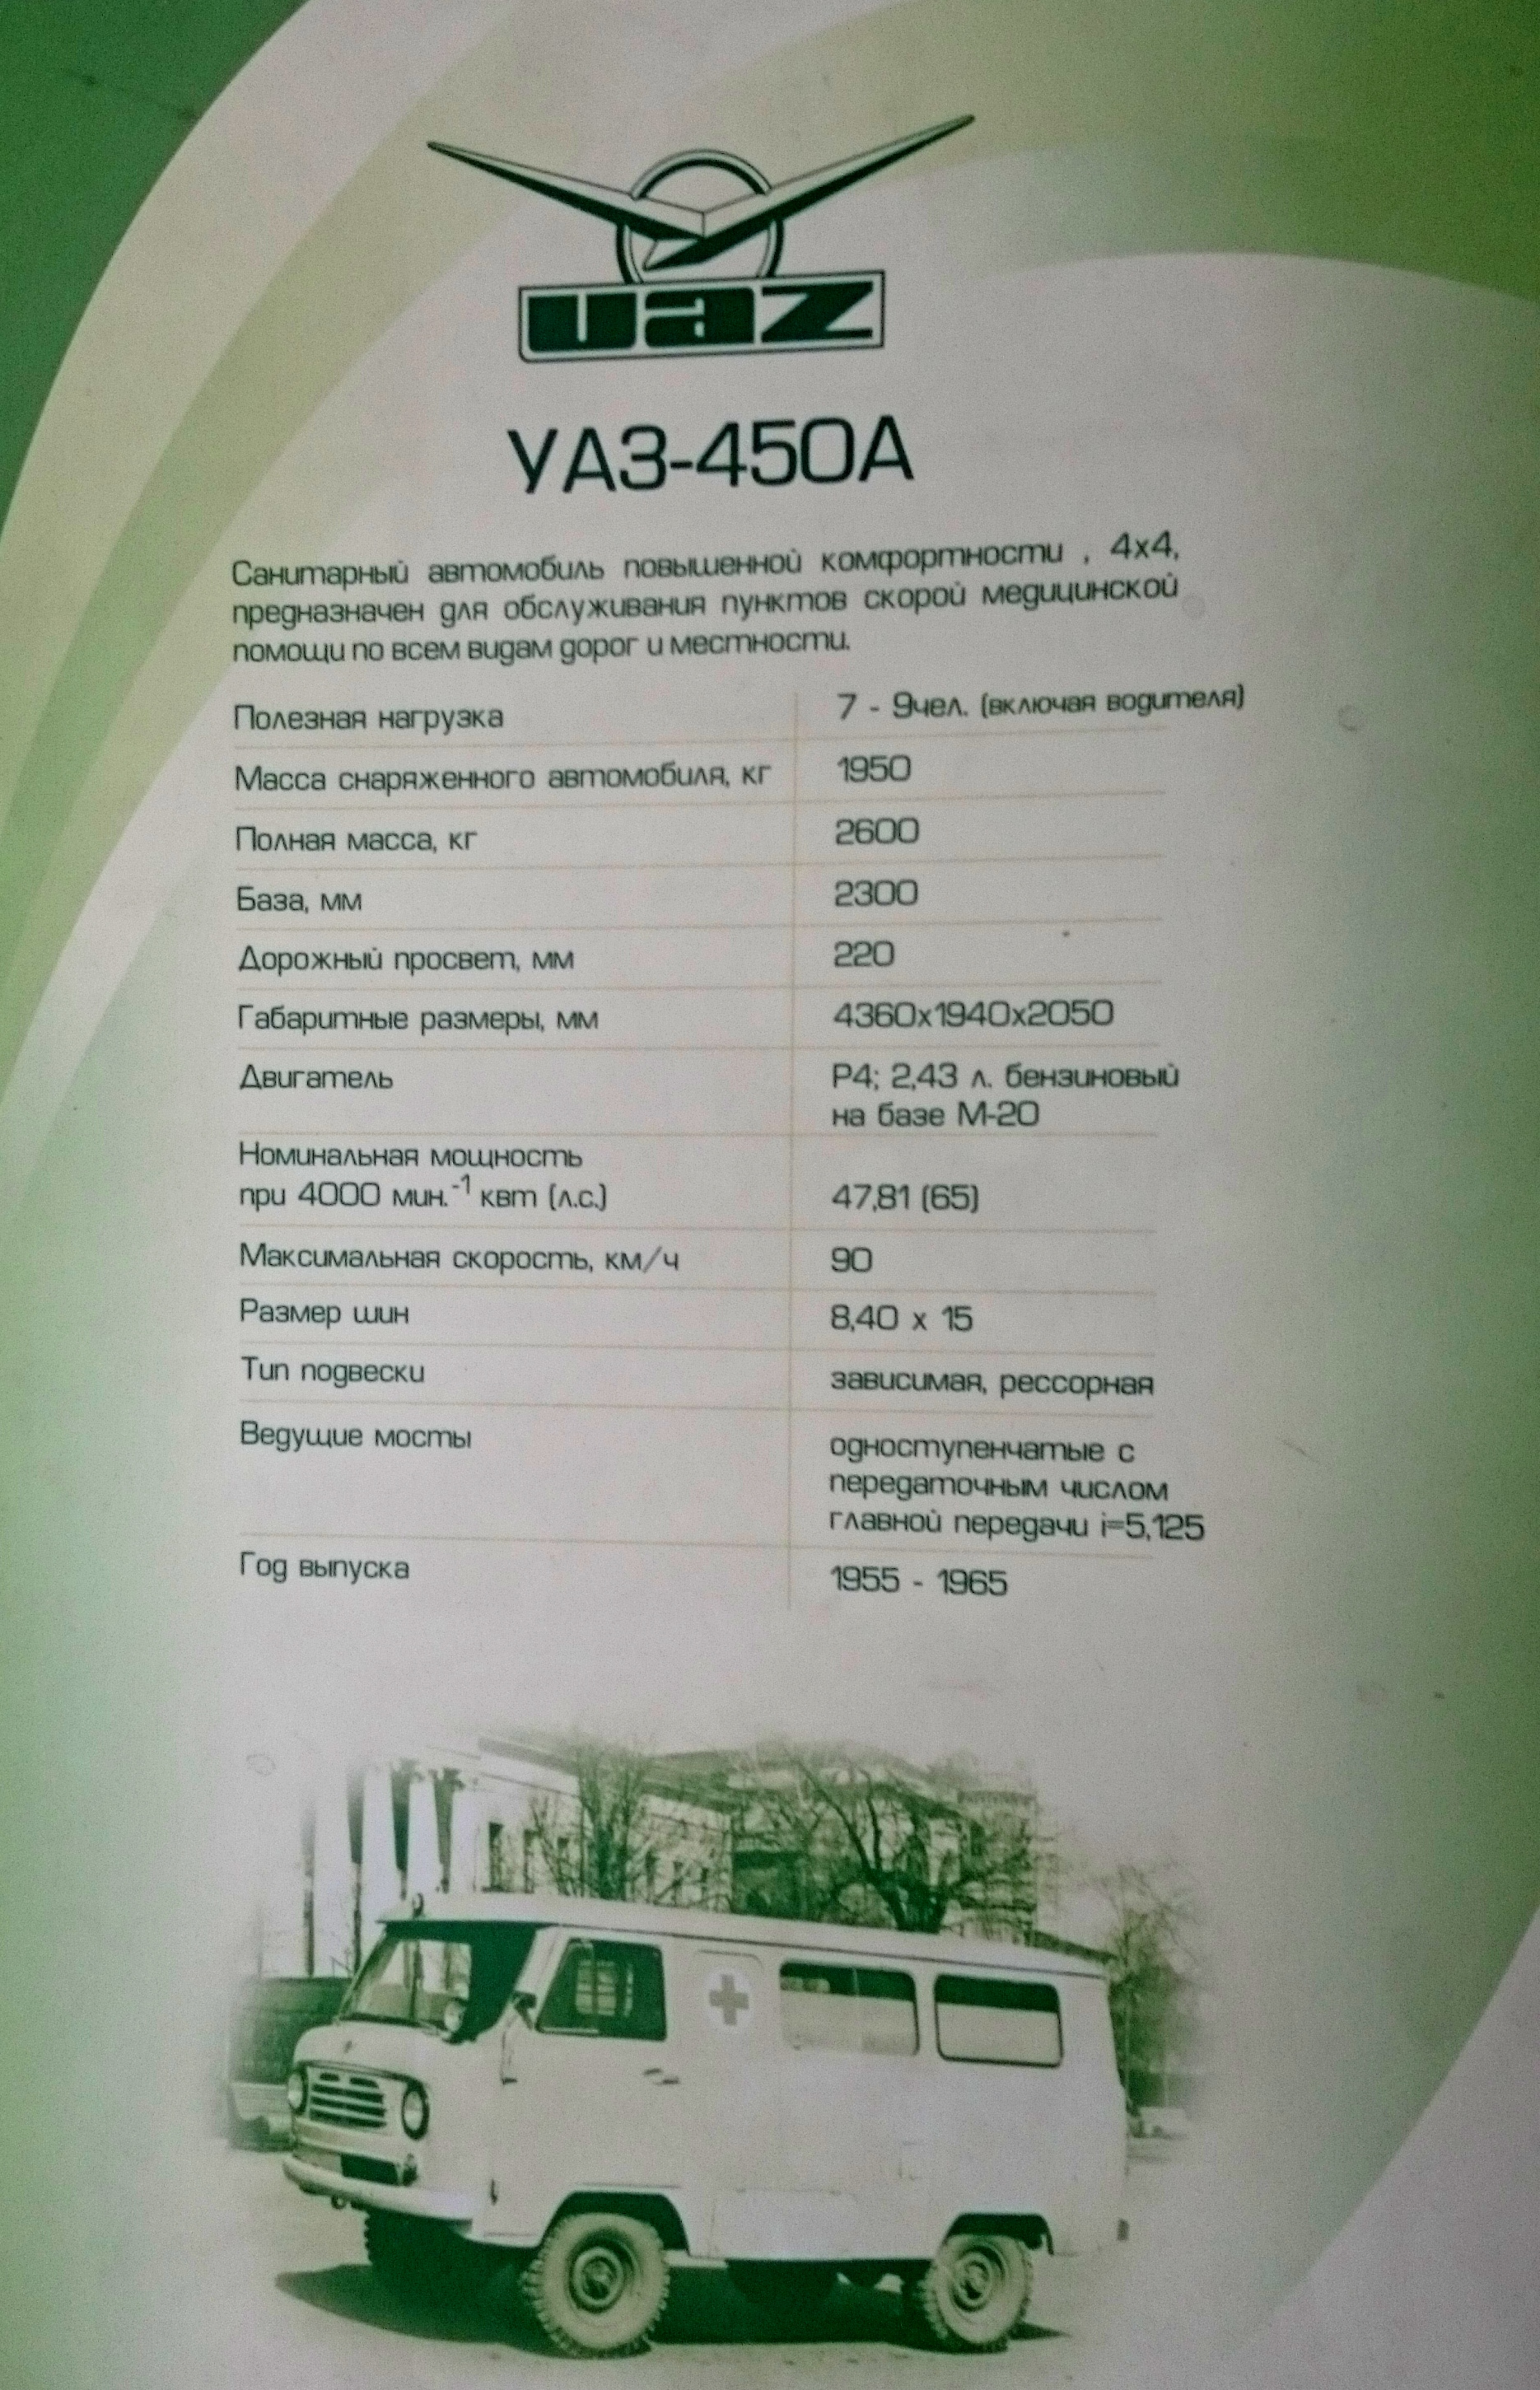 uaz
УАЗ-450А
Санитарный автомобиль повышенной комфортности , 4х4,
предназначен для обслуживания пунктов скорой медицинской
помощи по всем видам дорог и местности.
Полезная нагрузка 7 - 9чел. (включая водителя)
Масса снаряженного автомобиля, кг 1950
Полная масса, кг 2600
База, мм 2300
Дорожный просвет, мм 220
Габаритные размеры, мм 4360х1940х2050
Двигатель Р4; 2,43 л. бензиновый
на базе М-20
Номинальная мощность
при 4000 мин.⁻¹ квт (л.с.) 47,81 (65)
Максимальная скорость, км/ч 90
Размер шин 8,40 х 15
Тип подвески зависимая, рессорная
Ведущие мосты одноступенчатые с
передаточным числом
главной передачи i=5,125
Год выпуска 1955 - 1965